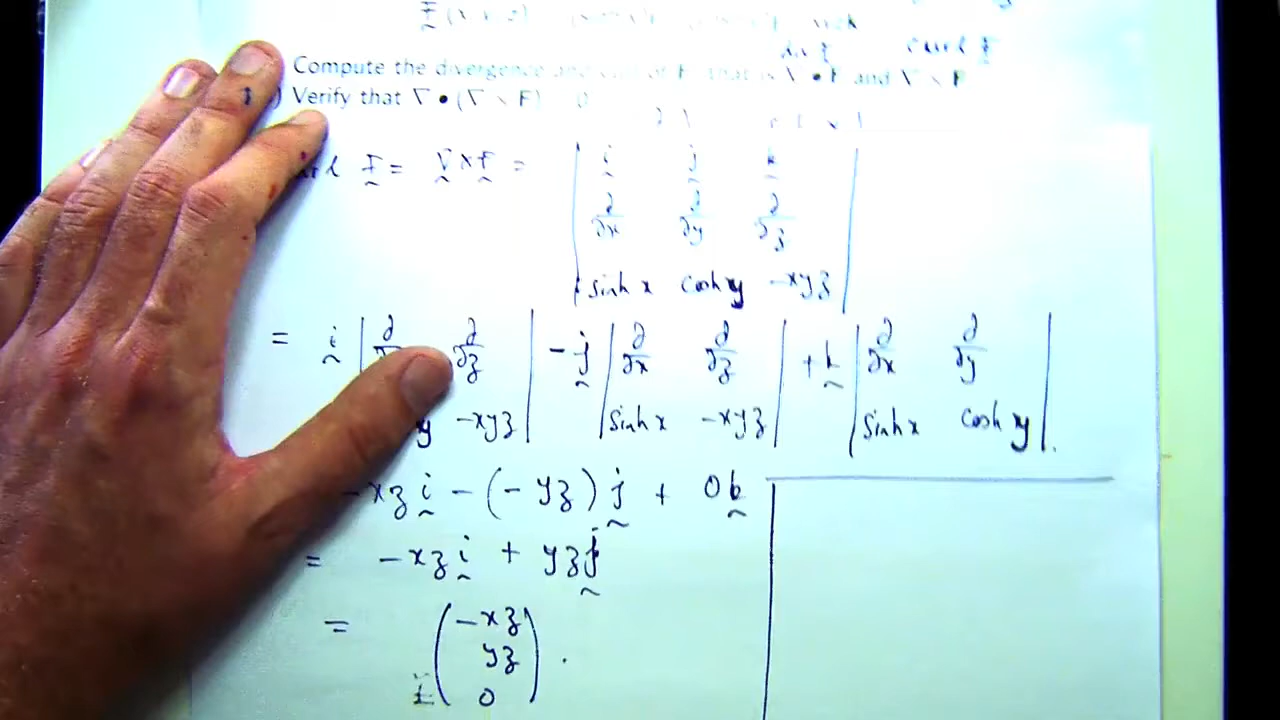 Compute the divergence and curl of F, that is ∇ • F and ∇ × F
) Verify that ∇ • (∇ × F) 0
F = ∇ × F = | i j k
∂/∂x ∂/∂y ∂/∂z
sinh x cosh y -xyz |
= i | ∂ ∂/∂z | - j | ∂/∂x ∂/∂z | + k | ∂/∂x ∂/∂y |
y -xyz | sinh x -xyz | sinh x cosh y |.
-xz i - (-yz) j + 0 k
= -xz i + yz j
= ( -xz
yz
0 ) .